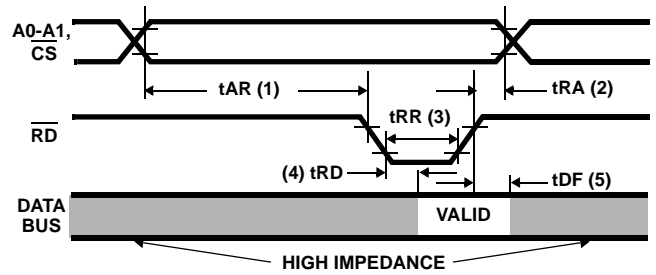 A0-A1,
CS
tAR (1)
tRA (2)
tRR (3)
RD
(4) tRD
tDF (5)
DATA
BUS
VALID
HIGH IMPEDANCE